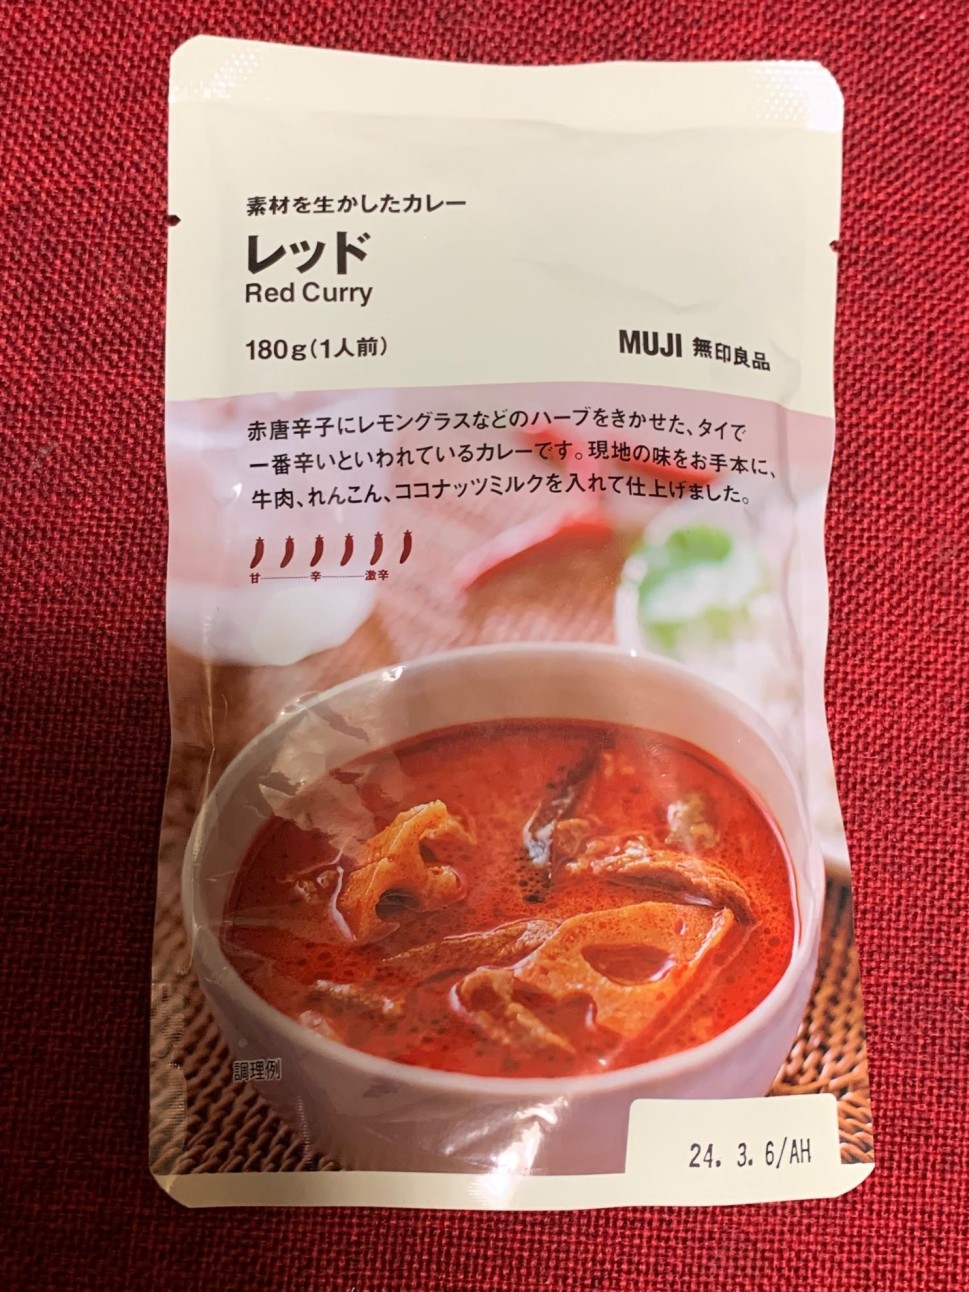 素材を生かしたカレー
レッド
Red Curry
180g(1人前)
MUJI 無印良品
赤唐辛子にレモングラスなどのハーブをきかせた、タイで
一番辛いといわれているカレーです。現地の味をお手本に、
牛肉、れんこん、ココナッツミルクを入れて仕上げました。
甘 辛 激辛
調理例
24. 3. 6/AH